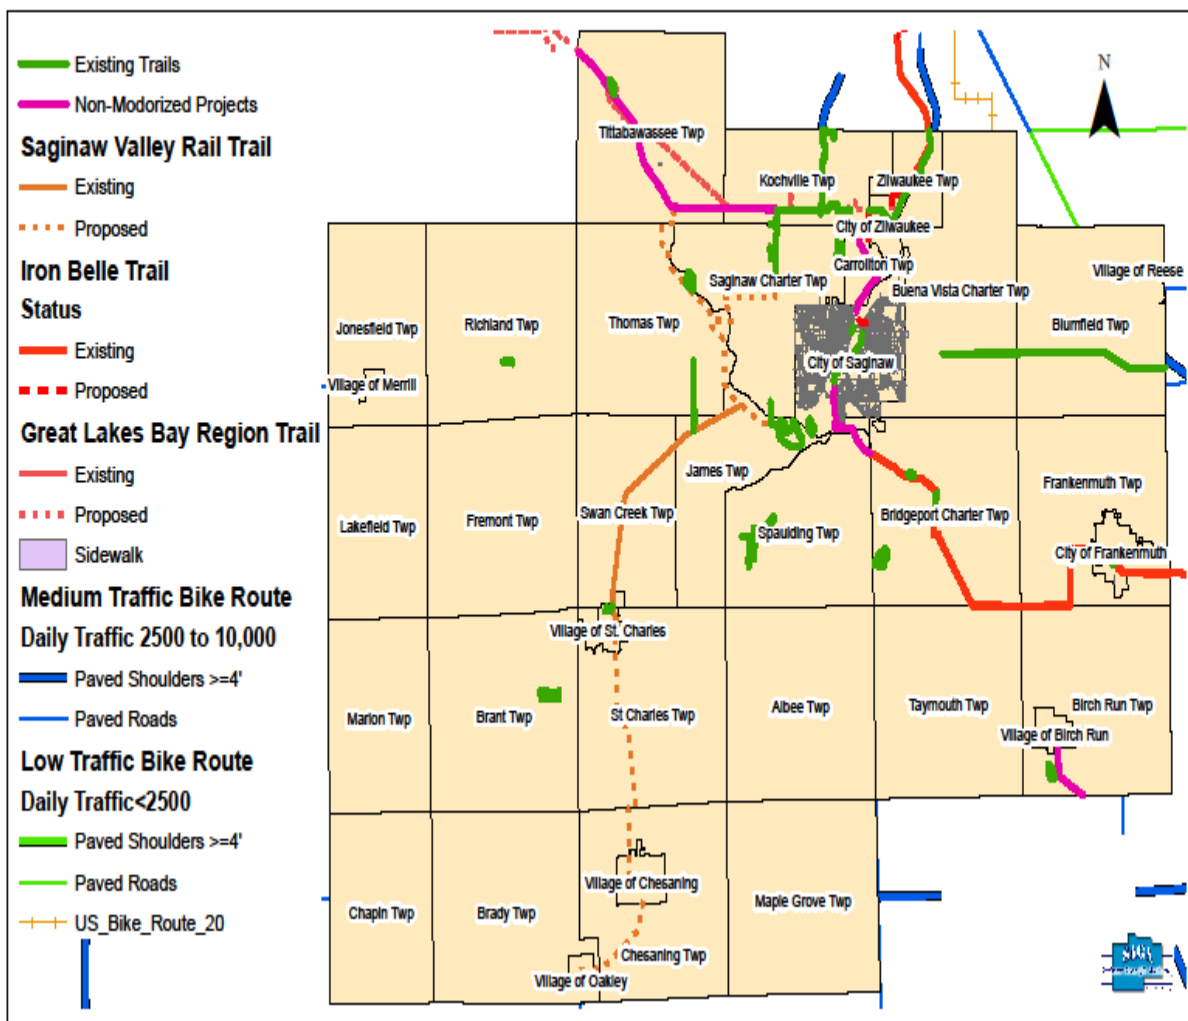 Existing Trails
Non-Modorized Projects
Saginaw Valley Rail Trail
Existing
Proposed
Iron Belle Trail
Status
Existing
Proposed
Great Lakes Bay Region Trail
Existing
Proposed
Sidewalk
Medium Traffic Bike Route
Daily Traffic 2500 to 10,000
Paved Shoulders >=4'
Paved Roads
Low Traffic Bike Route
Daily Traffic<2500
Paved Shoulders >=4'
Paved Roads
US_Bike_Route_20
N
Tittabawassee Twp
Kochville Twp
Zilwaukee Twp
City of Zilwaukee
Carrollton Twp
Saginaw Charter Twp
Buena Vista Charter Twp
Village of Reese
Jonesfield Twp
Richland Twp
Thomas Twp
Blumfield Twp
City of Saginaw
Village of Merrill
James Twp
Frankenmuth Twp
Lakefield Twp
Fremont Twp
Swan Creek Twp
Spaulding Twp
Bridgeport Charter Twp
City of Frankenmuth
Village of St. Charles
Marion Twp
Brant Twp
St Charles Twp
Albee Twp
Taymouth Twp
Birch Run Twp
Village of Birch Run
Village of Chesaning
Chapin Twp
Brady Twp
Maple Grove Twp
Chesaning Twp
Village of Oakley